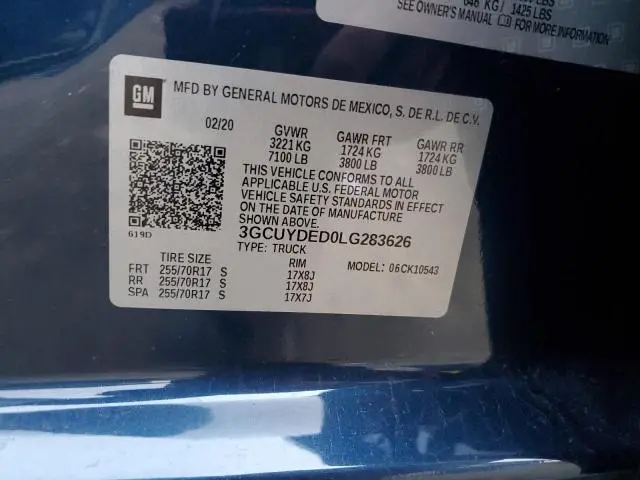 / 1425 LBS
SEE OWNER'S MANUAL FOR MORE INFORMATION
GM
MFD BY GENERAL MOTORS DE MEXICO, S. DE R.L. DE C.V.
02/20 GVWR GAWR FRT GAWR RR
3221 KG 1724 KG 1724 KG
7100 LB 3800 LB 3800 LB
THIS VEHICLE CONFORMS TO ALL
APPLICABLE U.S. FEDERAL MOTOR
VEHICLE SAFETY STANDARDS IN EFFECT
ON THE DATE OF MANUFACTURE
SHOWN ABOVE.
619D
3GCUYDED0LG283626
TYPE: TRUCK
TIRE SIZE RIM MODEL: 06CK10543
FRT 255/70R17 S 17X8J
RR 255/70R17 S 17X8J
SPA 255/70R17 S 17X7J